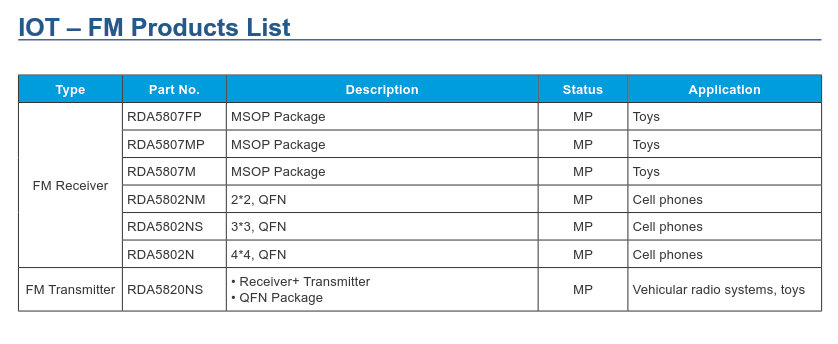 IOT – FM Products List
Type Part No. Description Status Application
FM Receiver
RDA5807FP MSOP Package MP Toys
RDA5807MP MSOP Package MP Toys
RDA5807M MSOP Package MP Toys
RDA5802NM 2*2, QFN MP Cell phones
RDA5802NS 3*3, QFN MP Cell phones
RDA5802N 4*4, QFN MP Cell phones
FM Transmitter RDA5820NS • Receiver+ Transmitter
• QFN Package MP Vehicular radio systems, toys